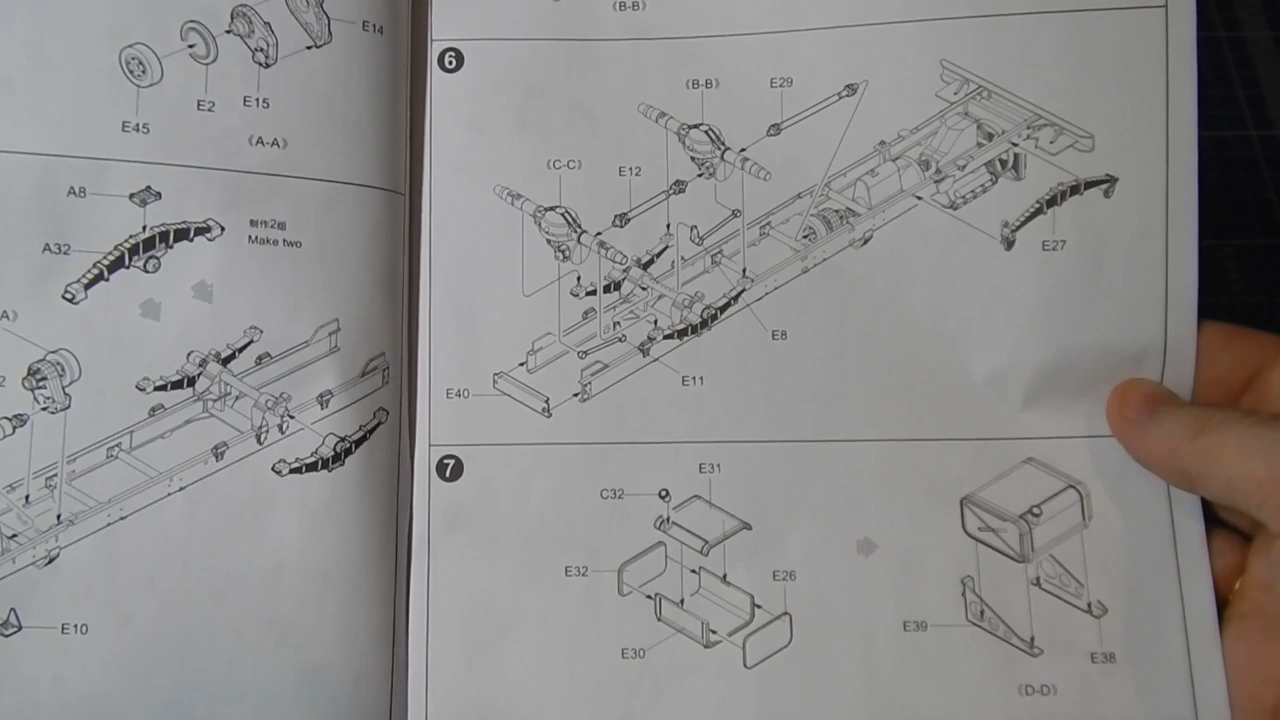 E14
E2
E15
E45
《A-A》
A8
A32
制作2组
Make two
A》
2
E10
《B-B》
6
《B-B》
E29
《C-C》
E12
E27
E8
E11
E40
7
E31
C32
E32
E26
E30
E39
E38
《D-D》